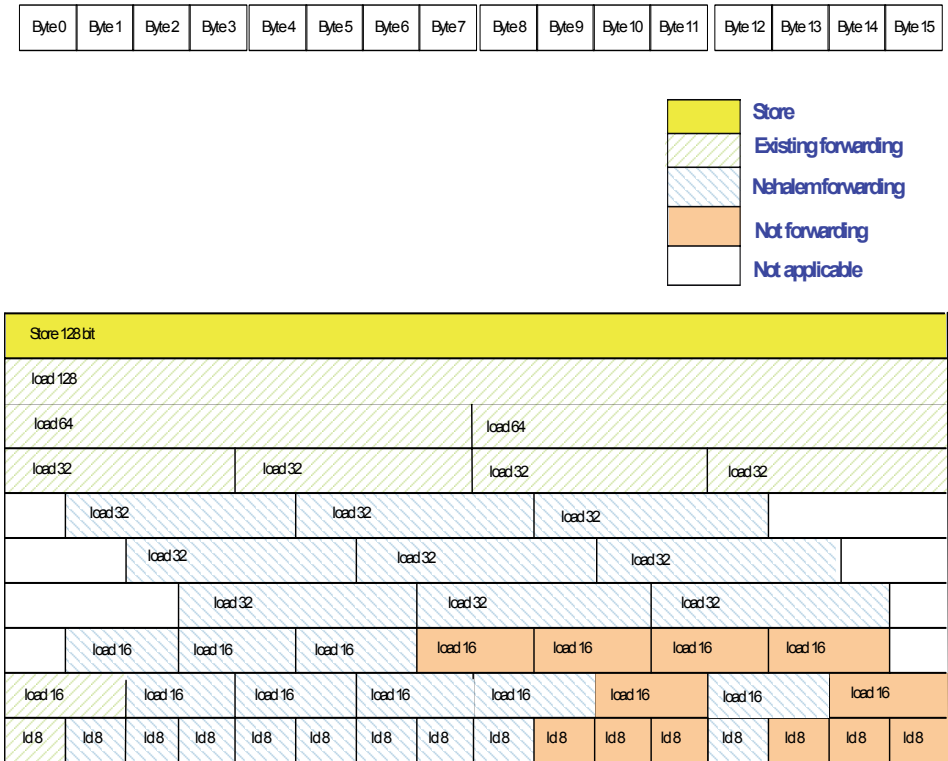 Byte 0 Byte 1 Byte 2 Byte 3 Byte 4 Byte 5 Byte 6 Byte 7 Byte 8 Byte 9 Byte 10 Byte 11 Byte 12 Byte 13 Byte 14 Byte 15
Store
Existing forwarding
Nehalem forwarding
Not forwarding
Not applicable
Store 128 bit
load 128
load 64 load 64
load 32 load 32 load 32 load 32
load 32 load 32 load 32
load 32 load 32 load 32
load 32 load 32 load 32
load 16 load 16 load 16 load 16 load 16 load 16 load 16
load 16 load 16 load 16 load 16 load 16 load 16 load 16 load 16
ld 8 ld 8 ld 8 ld 8 ld 8 ld 8 ld 8 ld 8 ld 8 ld 8 ld 8 ld 8 ld 8 ld 8 ld 8 ld 8